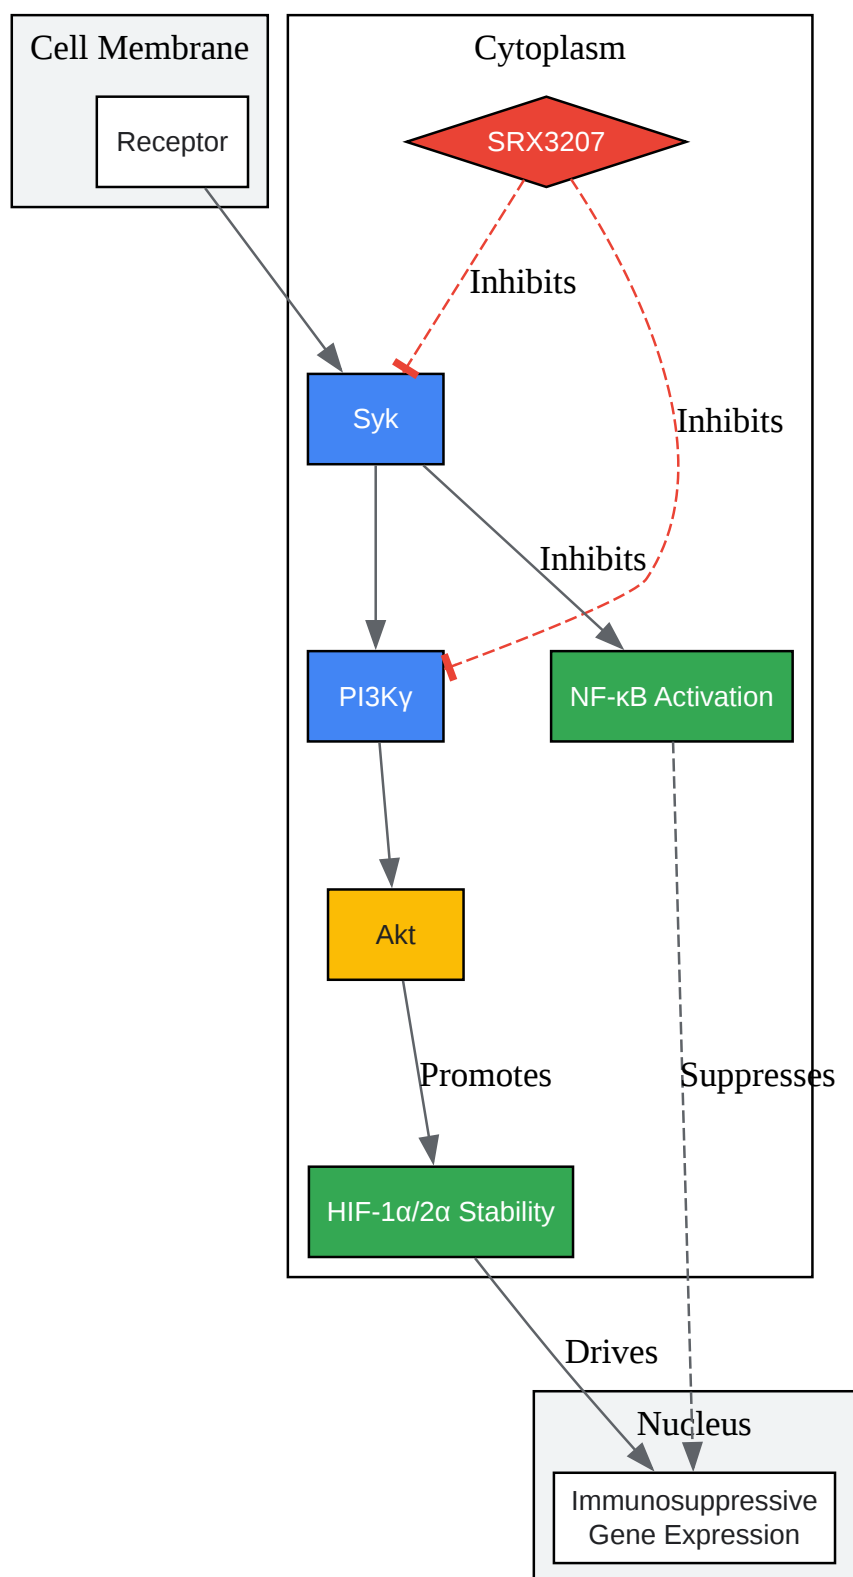 Cell Membrane
Cytoplasm
Receptor
SRX3207
Inhibits
Syk
Inhibits
Inhibits
PI3Kγ
NF-κB Activation
Akt
Promotes
Suppresses
HIF-1α/2α Stability
Drives
Nucleus
Immunosuppressive
Gene Expression